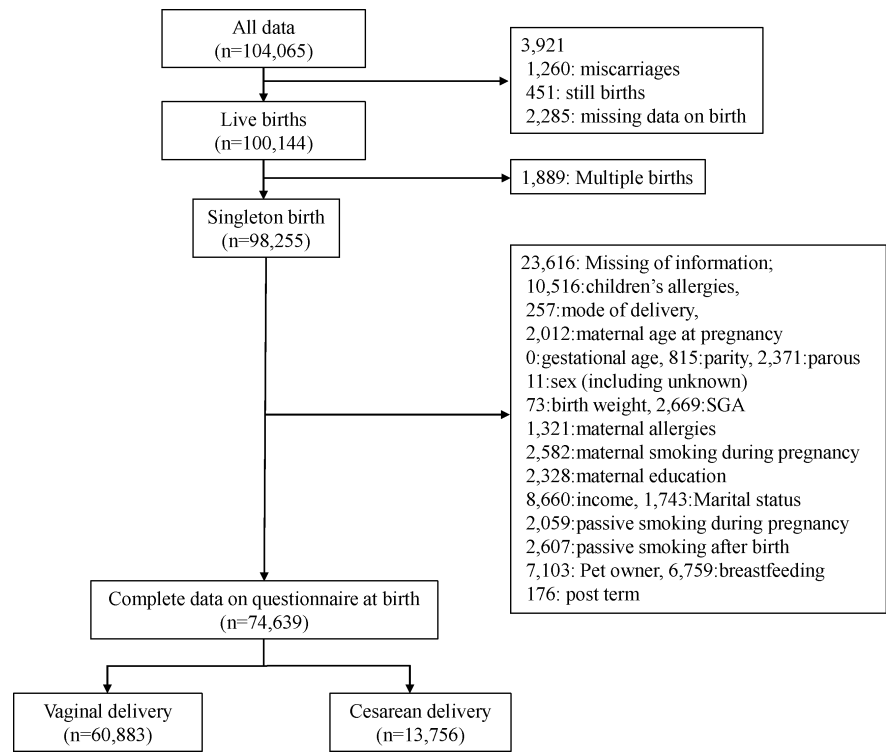 All data
(n=104,065)
3,921
1,260: miscarriages
451: still births
2,285: missing data on birth
Live births
(n=100,144)
1,889: Multiple births
Singleton birth
(n=98,255)
23,616: Missing of information;
10,516:children's allergies,
257:mode of delivery,
2,012:maternal age at pregnancy
0:gestational age, 815:parity, 2,371:parous
11:sex (including unknown)
73:birth weight, 2,669:SGA
1,321:maternal allergies
2,582:maternal smoking during pregnancy
2,328:maternal education
8,660:income, 1,743:Marital status
2,059:passive smoking during pregnancy
2,607:passive smoking after birth
7,103: Pet owner, 6,759:breastfeeding
176: post term
Complete data on questionnaire at birth
(n=74,639)
Vaginal delivery
(n=60,883)
Cesarean delivery
(n=13,756)